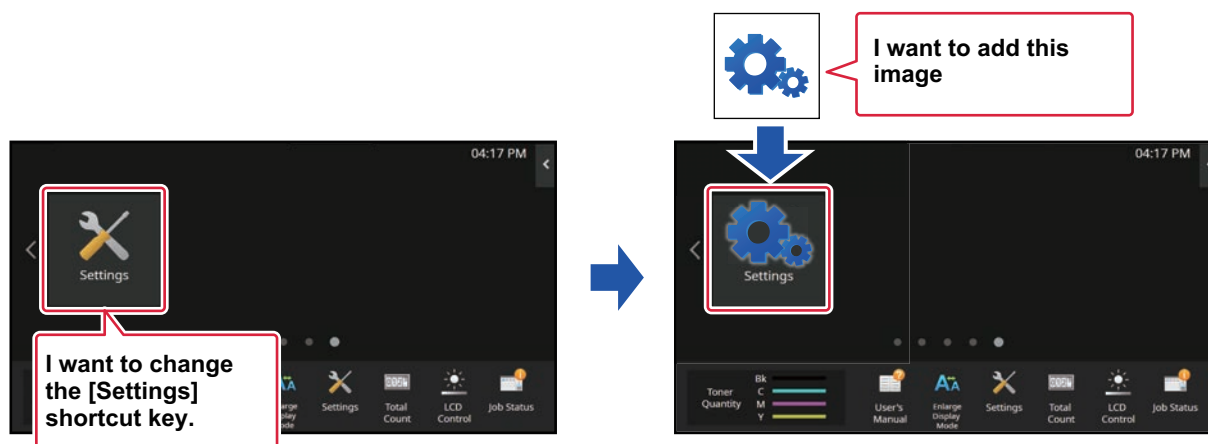 I want to add this
image
04:17 PM
Settings
I want to change
the [Settings]
shortcut key.
Settings
Total
Count
LCD
Control
Job Status
04:17 PM
Settings
Toner
Quantity
Bk
C
M
Y
User's
Manual
Enlarge
Display
Mode
Settings
Total
Count
LCD
Control
Job Status